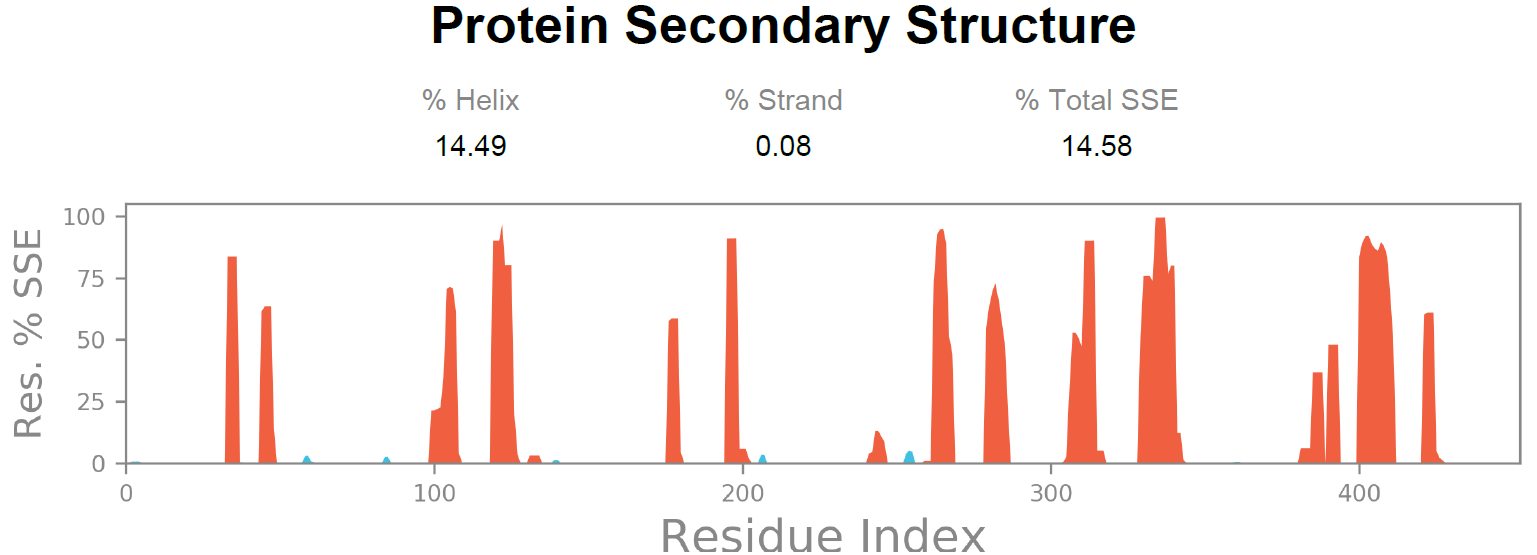 Protein Secondary Structure
% Helix % Strand % Total SSE
14.49 0.08 14.58
Res. % SSE
100
75
50
25
0
0 100 200 300 400
Residue Index